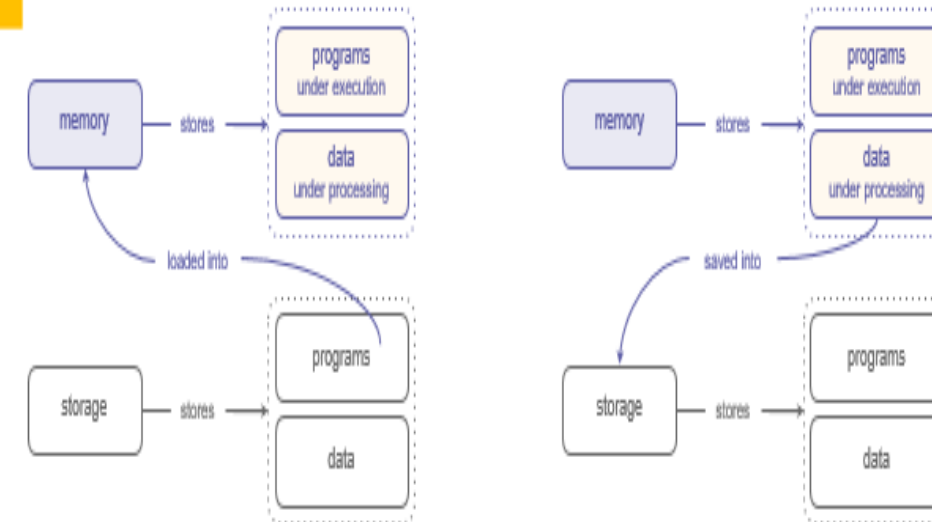 programs
under execution
memory
stores
data
under processing
loaded into
programs
storage
stores
data
programs
under execution
memory
stores
data
under processing
saved into
programs
storage
stores
data